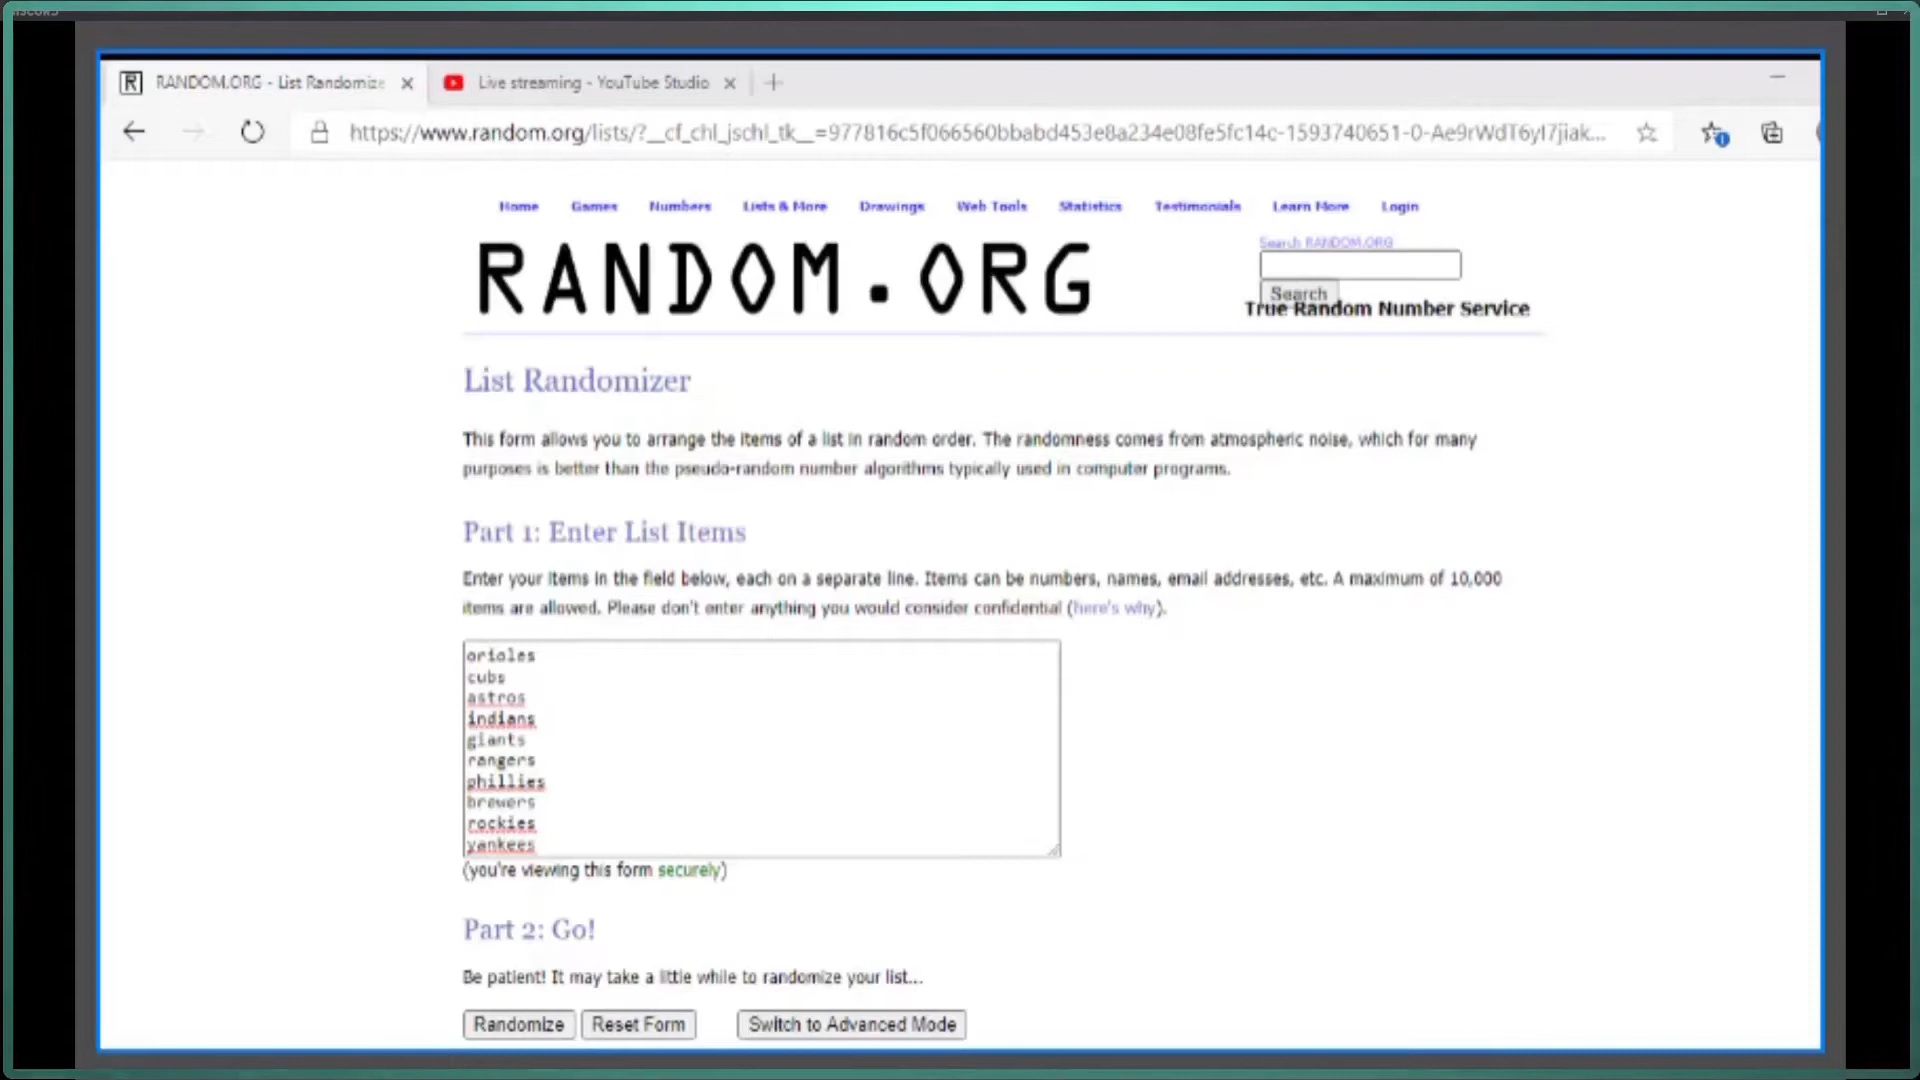 RANDOM.ORG - List Randomize
Live streaming - YouTube Studio
https://www.random.org/lists/?__cf_chl_jschl_tk__=977816c5f066560bbabd453e8a234e08fe5fc14c-1593740651-0-Ae9rWdT6yI7jiak...
Home Games Numbers Lists & More Drawings Web Tools Statistics Testimonials Learn More Login
RANDOM.ORG
Search RANDOM.ORG
Search
True Random Number Service
List Randomizer
This form allows you to arrange the items of a list in random order. The randomness comes from atmospheric noise, which for many
purposes is better than the pseudo-random number algorithms typically used in computer programs.
Part 1: Enter List Items
Enter your items in the field below, each on a separate line. Items can be numbers, names, email addresses, etc. A maximum of 10,000
items are allowed. Please don't enter anything you would consider confidential (here's why).
orioles
cubs
astros
indians
giants
rangers
phillies
brewers
rockies
yankees
(you're viewing this form securely)
Part 2: Go!
Be patient! It may take a little while to randomize your list...
Randomize Reset Form Switch to Advanced Mode